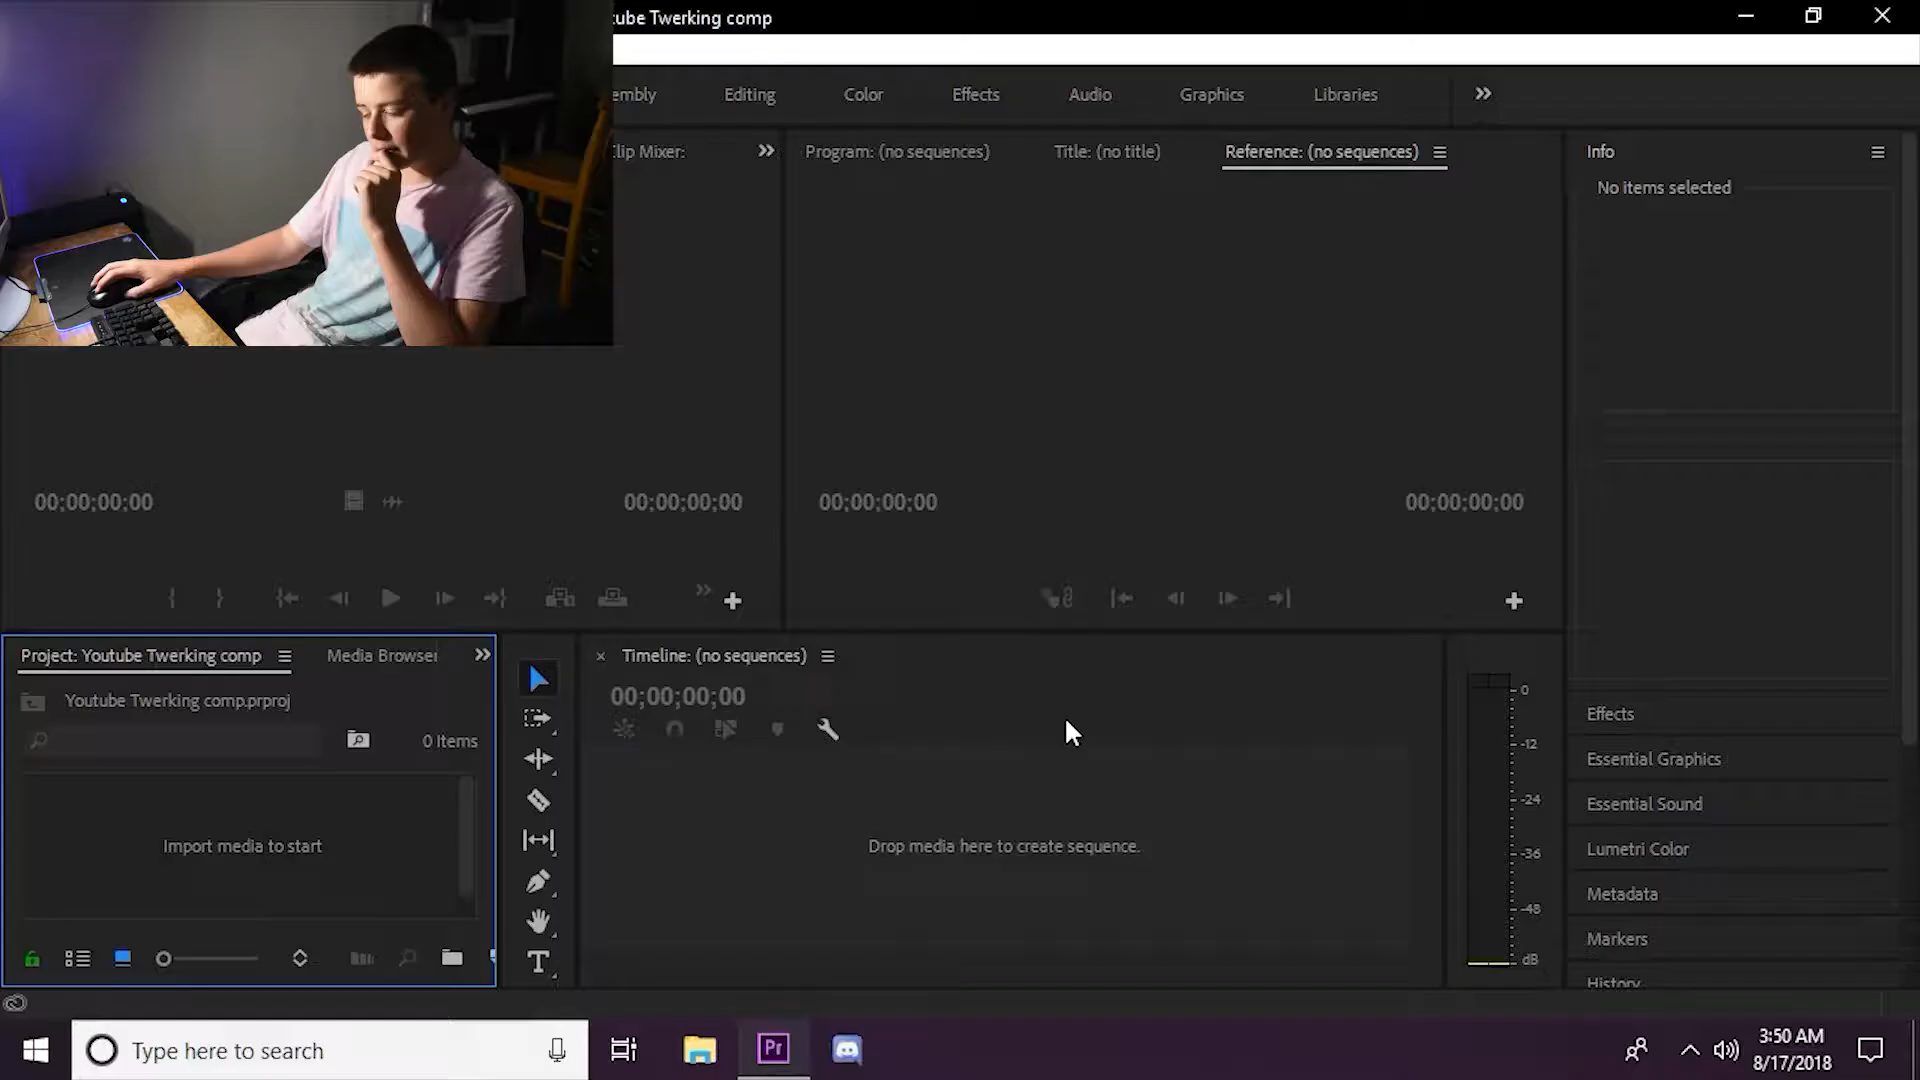 tube Twerking comp
embly Editing Color Effects Audio Graphics Libraries
Clip Mixer: Program: (no sequences) Title: (no title) Reference: (no sequences) Info
No items selected
00;00;00;00 00;00;00;00 00;00;00;00 00;00;00;00
Project: Youtube Twerking comp Media Browser Timeline: (no sequences)
Youtube Twerking comp.prproj 00;00;00;00
0 Items
0
-12
-24
-36
-48
dB
Import media to start
Drop media here to create sequence.
Effects
Essential Graphics
Essential Sound
Lumetri Color
Metadata
Markers
History
T
Type here to search Pr
3:50 AM
8/17/2018